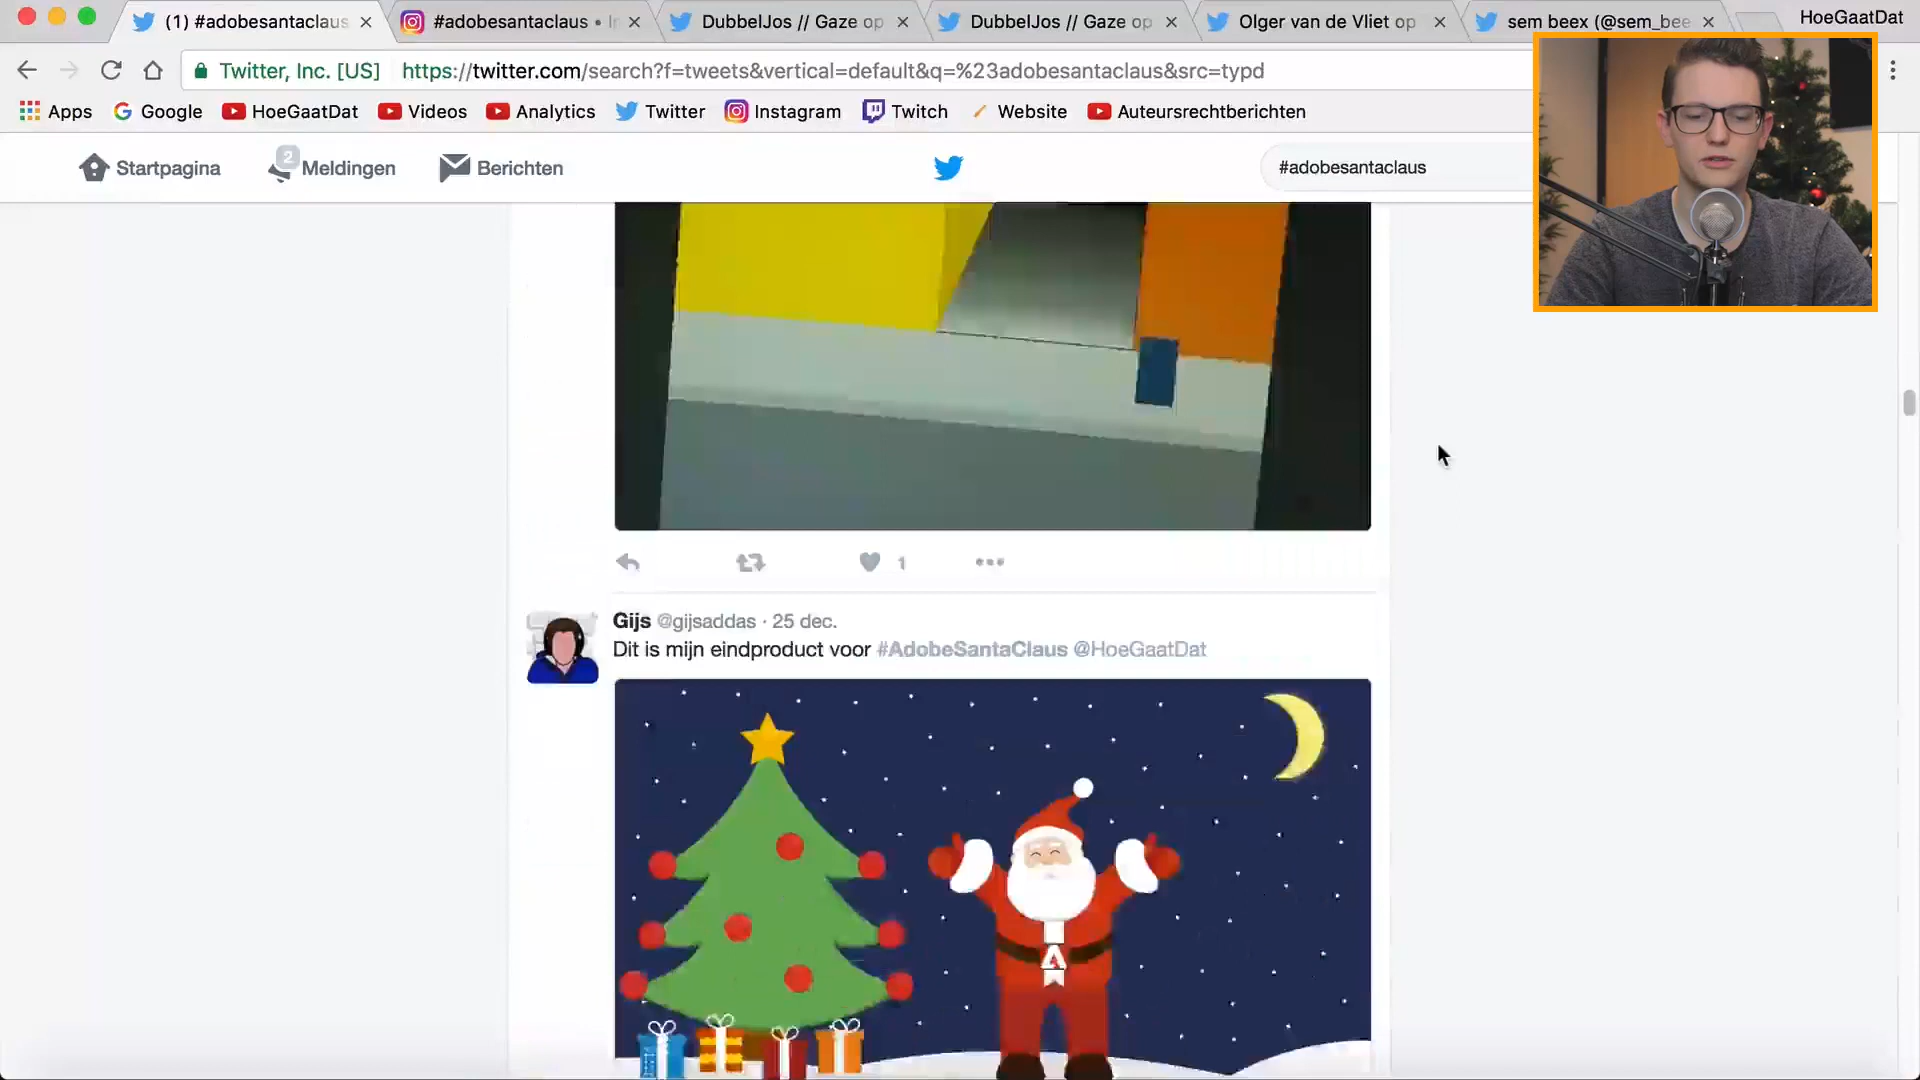 (1) #adobesantaclaus
#adobesantaclaus • In
DubbelJos // Gaze op
DubbelJos // Gaze op
Olger van de Vliet op
sem beex (@sem_bee
HoeGaatDat
Twitter, Inc. [US]
https://twitter.com/search?f=tweets&vertical=default&q=%23adobesantaclaus&src=typd
Apps
Google
HoeGaatDat
Videos
Analytics
Twitter
Instagram
Twitch
Website
Auteursrechtberichten
Startpagina
2
Meldingen
Berichten
#adobesantaclaus
1
Gijs @gijsaddas · 25 dec.
Dit is mijn eindproduct voor #AdobeSantaClaus @HoeGaatDat